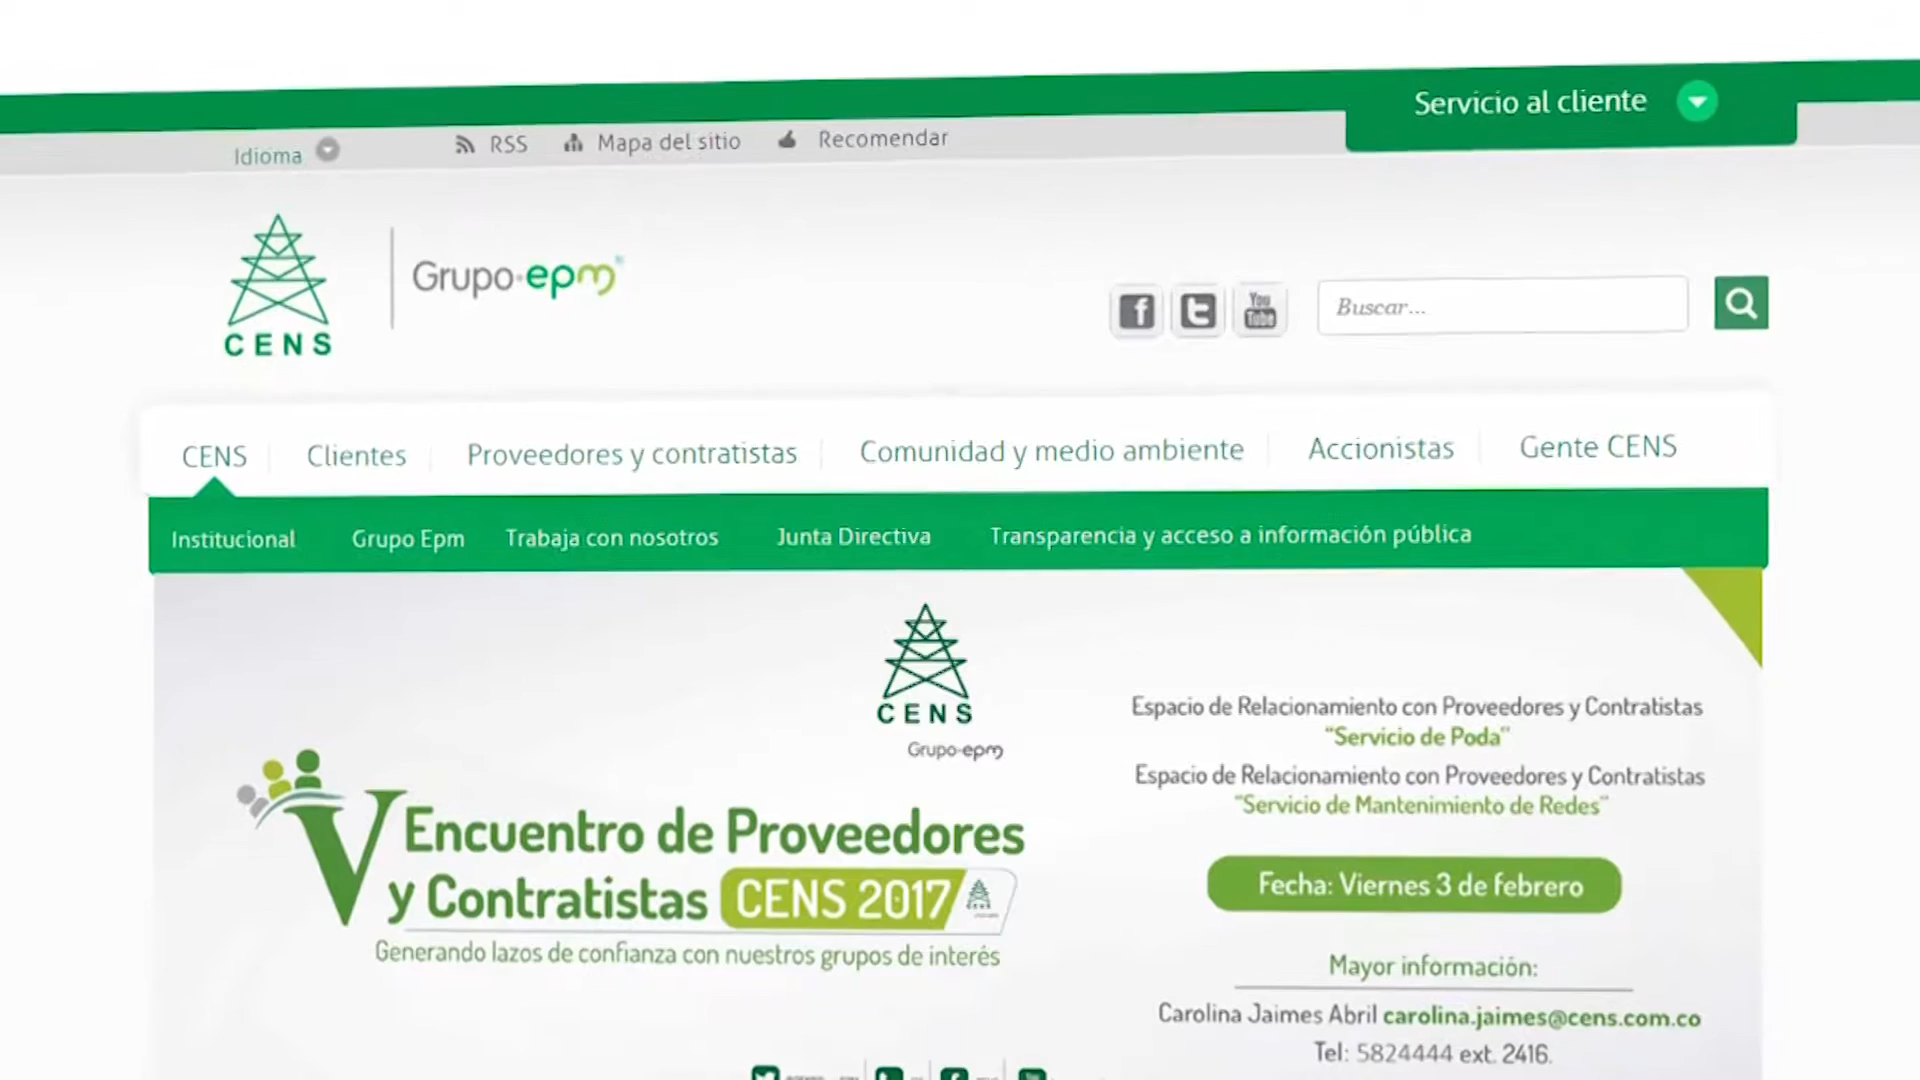 Servicio al cliente
Idioma
RSS
Mapa del sitio
Recomendar
CENS
Grupo·epm®
You
Tube
Buscar...
CENS
Clientes
Proveedores y contratistas
Comunidad y medio ambiente
Accionistas
Gente CENS
Institucional
Grupo Epm
Trabaja con nosotros
Junta Directiva
Transparencia y acceso a información pública
CENS
Grupo·epm
V Encuentro de Proveedores
y Contratistas CENS 2017
Generando lazos de confianza con nuestros grupos de interés
Espacio de Relacionamiento con Proveedores y Contratistas
"Servicio de Poda"
Espacio de Relacionamiento con Proveedores y Contratistas
"Servicio de Mantenimiento de Redes"
Fecha: Viernes 3 de febrero
Mayor información:
Carolina Jaimes Abril carolina.jaimes@cens.com.co
Tel: 5824444 ext. 2416.